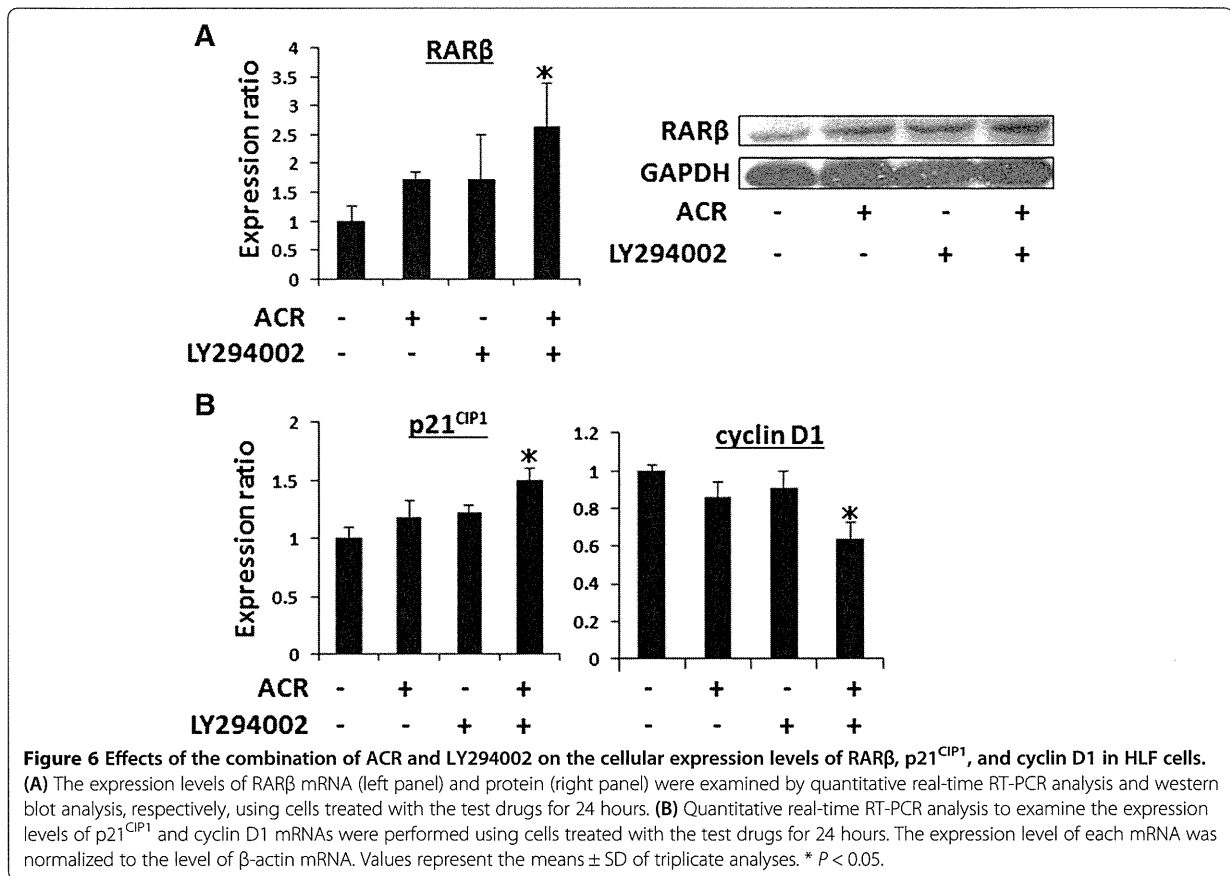 A
RARβ
Expression ratio
4
3.5
3
2.5
2
1.5
1
0.5
0
*
ACR - + - +
LY294002 - - + +
RARβ
GAPDH
ACR - + - +
LY294002 - - + +
B
p21CIP1
Expression ratio
2
1.5
1
0.5
0
*
ACR - + - +
LY294002 - - + +
cyclin D1
1.2
1
0.8
0.6
0.4
0.2
0
*
- + - +
- - + +
Figure 6 Effects of the combination of ACR and LY294002 on the cellular expression levels of RARβ, p21CIP1, and cyclin D1 in HLF cells.
(A) The expression levels of RARβ mRNA (left panel) and protein (right panel) were examined by quantitative real-time RT-PCR analysis and western
blot analysis, respectively, using cells treated with the test drugs for 24 hours. (B) Quantitative real-time RT-PCR analysis to examine the expression
levels of p21CIP1 and cyclin D1 mRNAs were performed using cells treated with the test drugs for 24 hours. The expression level of each mRNA was
normalized to the level of β-actin mRNA. Values represent the means ± SD of triplicate analyses. * P < 0.05.